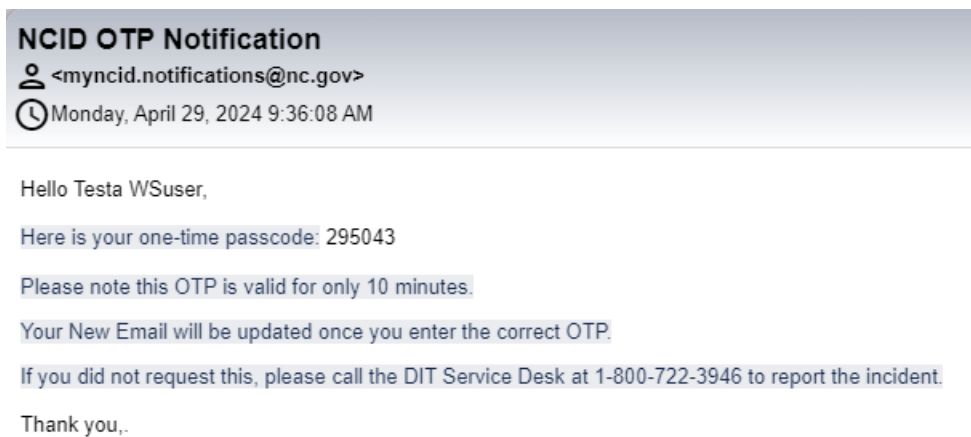 NCID OTP Notification
<myncid.notifications@nc.gov>
Monday, April 29, 2024 9:36:08 AM
Hello Testa WSuser,
Here is your one-time passcode: 295043
Please note this OTP is valid for only 10 minutes.
Your New Email will be updated once you enter the correct OTP.
If you did not request this, please call the DIT Service Desk at 1-800-722-3946 to report the incident.
Thank you,.